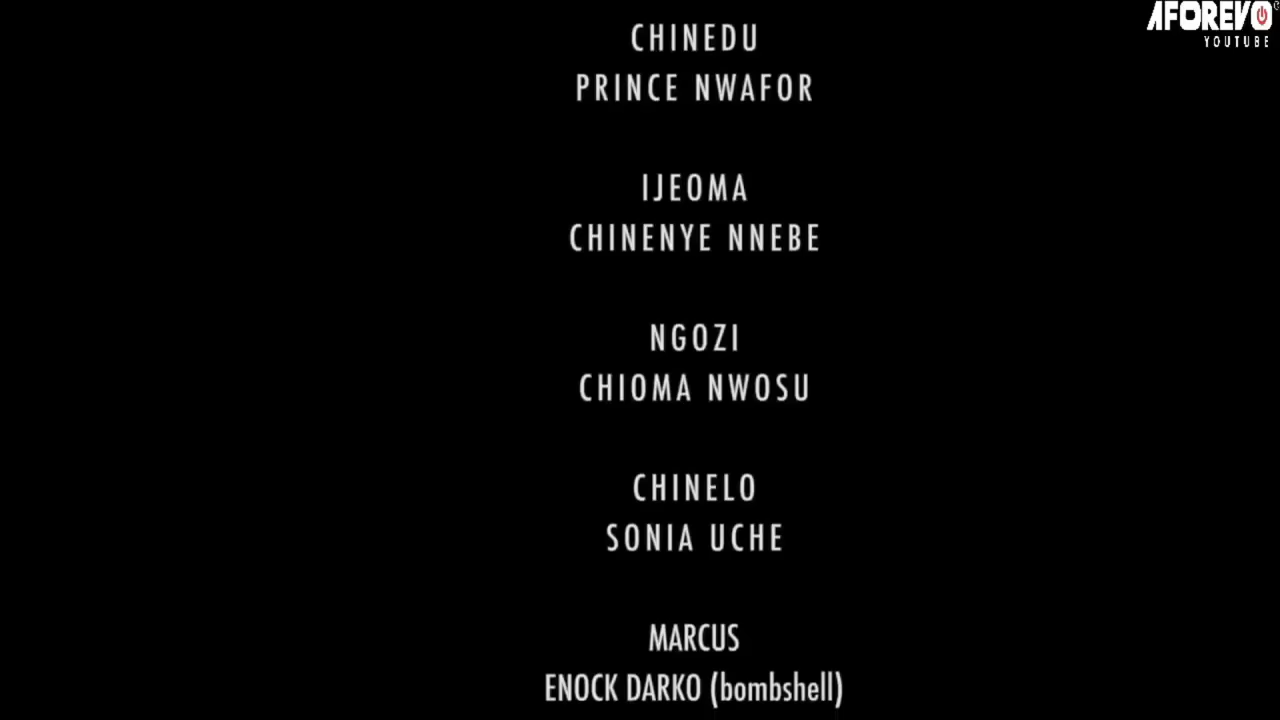 AFOREVO
YOUTUBE
CHINEDU
PRINCE NWAFOR
IJEOMA
CHINENYE NNEBE
NGOZI
CHIOMA NWOSU
CHINELO
SONIA UCHE
MARCUS
ENOCK DARKO (bombshell)